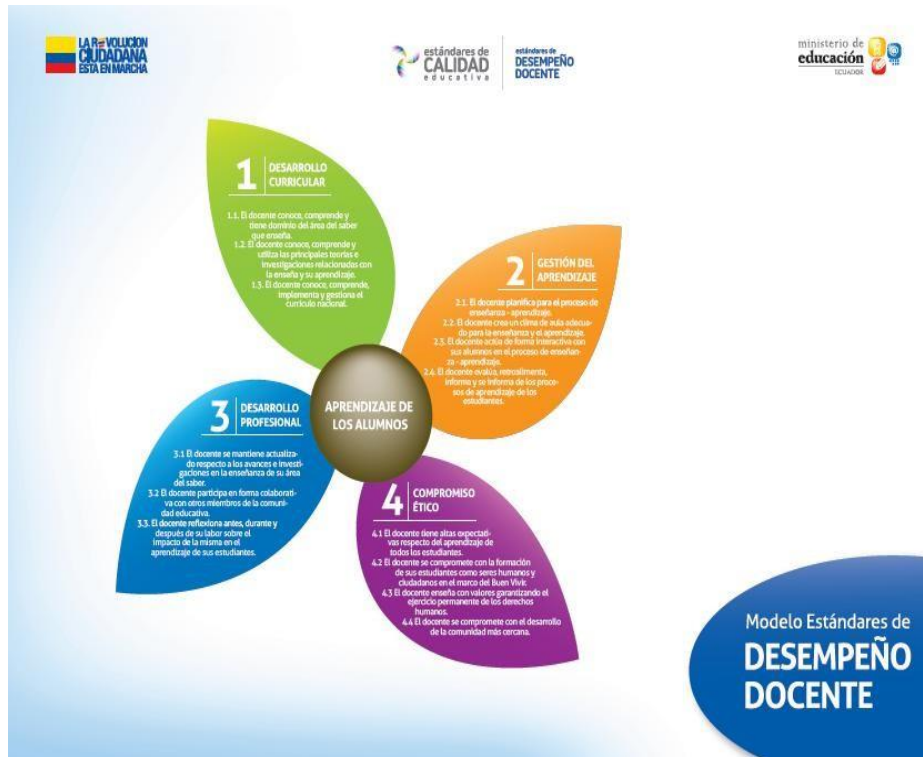 LA REVOLUCION
CIUDADANA
ESTA EN MARCHA
estándares de
CALIDAD
educativa
estándares de
DESEMPEÑO
DOCENTE
ministerio de
educación
ECUADOR
1
DESARROLLO
CURRICULAR
1.1. El docente conoce, comprende y
tiene dominio del área del saber
que enseña.
1.2. El docente conoce, comprende y
utiliza las principales teorías e
investigaciones relacionadas con
la enseña y su aprendizaje.
1.3. El docente conoce, comprende,
implementa y gestiona el
currículo nacional.
2
GESTIÓN DEL
APRENDIZAJE
2.1. El docente planifica para el proceso de
enseñanza - aprendizaje.
2.2. El docente crea un clima de aula adecua-
do para la enseñanza y el aprendizaje.
2.3. El docente actúa de forma interactiva con
sus alumnos en el proceso de enseñan-
za - aprendizaje.
2.4. El docente evalúa, retroalimenta,
informa y se informa de los proce-
sos de aprendizaje de los
estudiantes.
APRENDIZAJE DE
LOS ALUMNOS
3
DESARROLLO
PROFESIONAL
3.1 El docente se mantiene actualiza-
do respecto a los avances e investi-
gaciones en la enseñanza de su área
del saber.
3.2 El docente participa en forma colaborati-
va con otros miembros de la comuni-
dad educativa.
3.3. El docente reflexiona antes, durante y
después de su labor sobre el
impacto de la misma en el
aprendizaje de sus estudiantes.
4
COMPROMISO
ÉTICO
4.1 El docente tiene altas expectati-
vas respecto del aprendizaje de
todos los estudiantes.
4.2 El docente se compromete con la formación
de sus estudiantes como seres humanos y
ciudadanos en el marco del Buen Vivir.
4.3 El docente enseña con valores garantizando el
ejercicio permanente de los derechos
humanos.
4.4 El docente se compromete con el desarrollo
de la comunidad más cercana.
Modelo Estándares de
DESEMPEÑO
DOCENTE